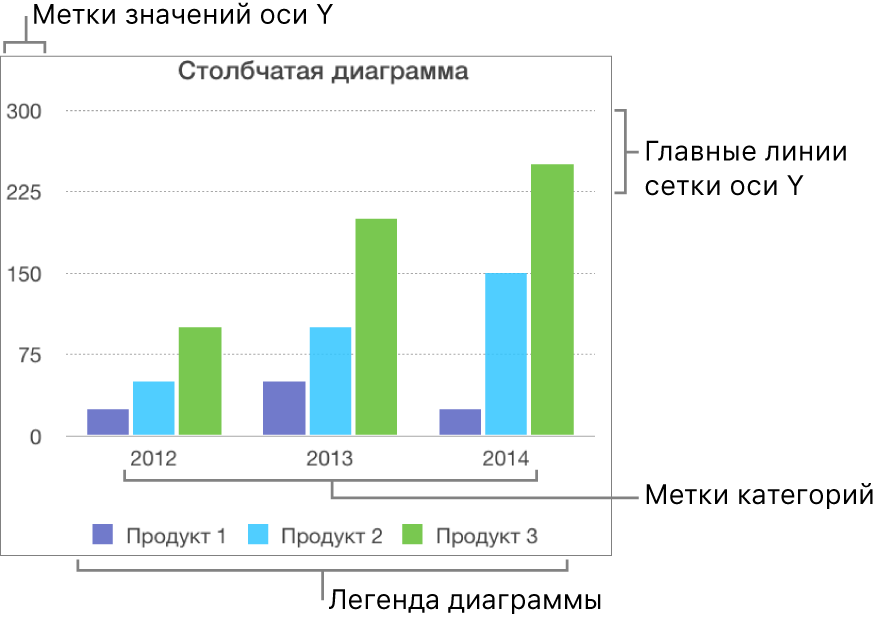 Метки значений оси Y
Столбчатая диаграмма
300
Главные линии
сетки оси Y
225
150
75
0
2012 2013 2014
Метки категорий
Продукт 1 Продукт 2 Продукт 3
Легенда диаграммы